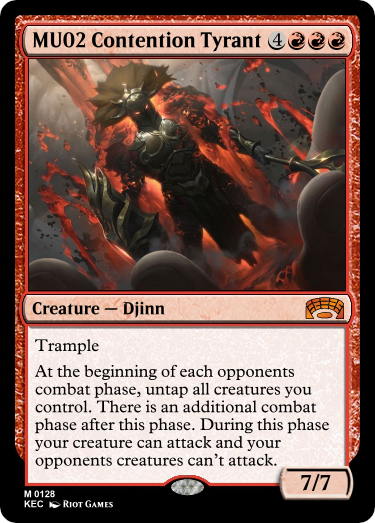 MU02 Contention Tyrant 4
Creature — Djinn
Trample
At the beginning of each opponents
combat phase, untap all creatures you
control. There is an additional combat
phase after this phase. During this phase
your creature can attack and your
opponents creatures can't attack.
7/7
M 0128
KEC Riot Games